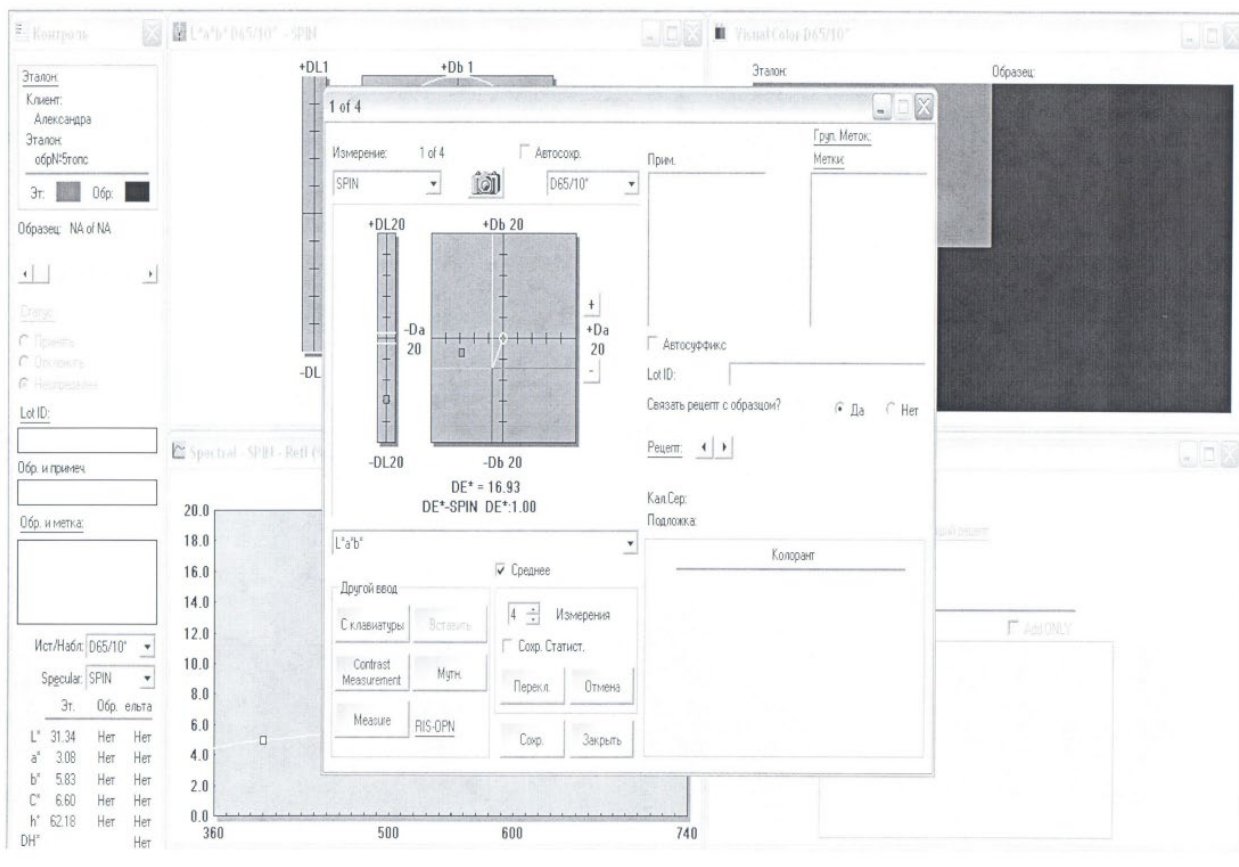 Контроль
Эталон:
Клиент:
Александра
Эталон:
обр№5топс
Эт: Обр:
Образец: NA of NA
Статус:
Принять
Отклонить
Неопределен
Lot ID:
Обр. и примеч.
Обр. и метка:
Ист/Набл: D65/10°
Specular: SPIN
Эт. Обр. ельта
L* 31.34 Нет Нет
a* 3.08 Нет Нет
b* 5.83 Нет Нет
C* 6.60 Нет Нет
h° 62.18 Нет Нет
DH* Нет
L*a*b* D65/10° - SPIN
+DL1 +Db 1
-DL
Visual Color D65/10°
Эталон: Образец:
1 of 4
Измерение: 1 of 4
Автосохр.
SPIN
D65/10°
+DL20 +Db 20
-Da
20
+
+Da
20
-
-DL20 -Db 20
DE* = 16.93
DE*-SPIN DE*:1.00
L*a*b*
Среднее
Другой ввод
С клавиатуры
Вставить
Contrast Measurement
Мутн.
Measure
RIS-OPN
4 Измерения
Сохр. Статист.
Перекл.
Отмена
Сохр.
Закрыть
Прим.
Груп. Меток:
Метки:
Автосуффикс
Lot ID:
Связать рецепт с образцом? Да Нет
Рецепт:
Кал.Сер:
Подложка:
Колорант
Spectral - SPIN - Refl (%
20.0
18.0
16.0
14.0
12.0
10.0
8.0
6.0
4.0
2.0
0.0
360 500 600 740
рецепт
Add ONLY